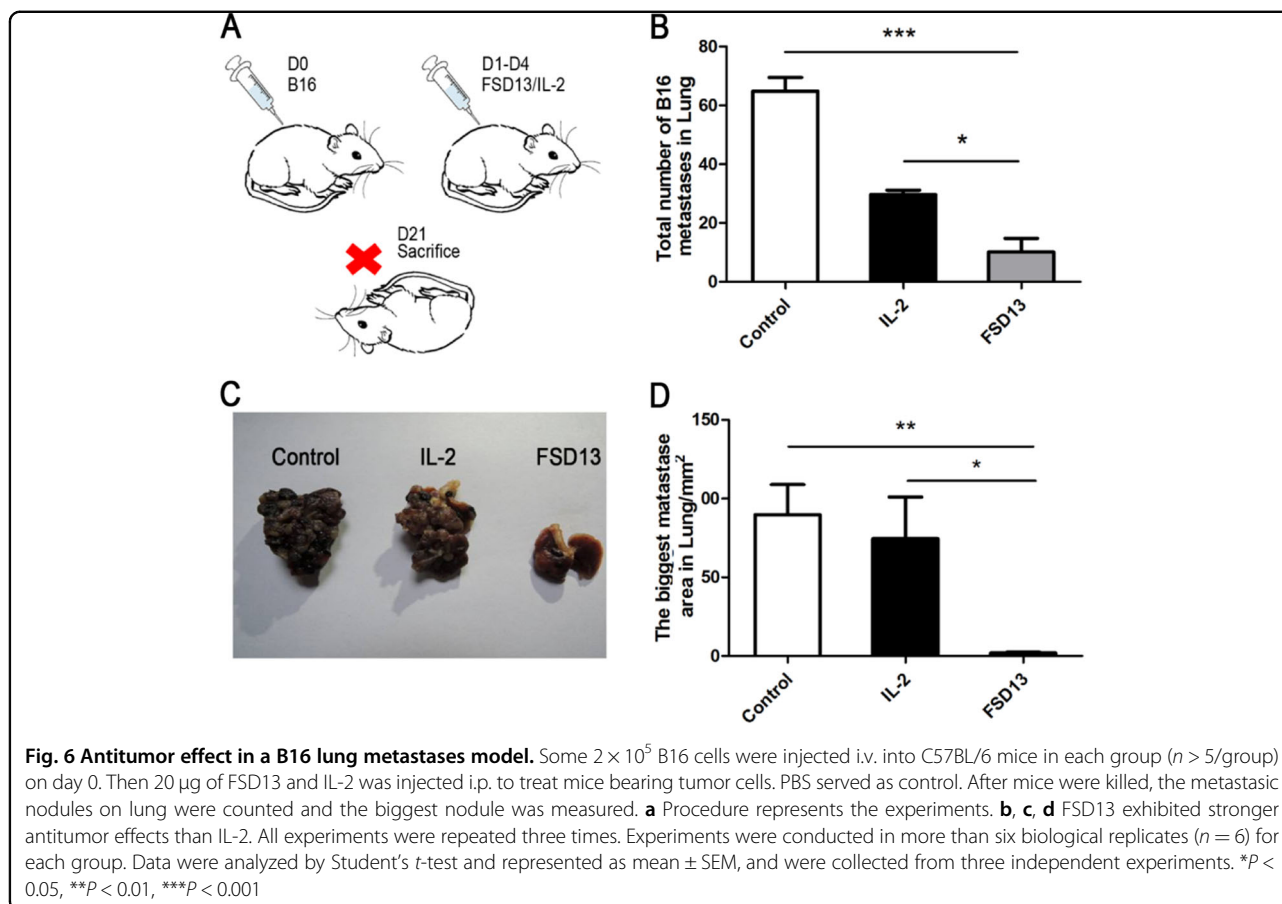 A
D0
B16
D1-D4
FSD13/IL-2
D21
Sacrifice
B
Total number of B16
metastases in Lung
80
60
40
20
0
***
*
Control
IL-2
FSD13
C
Control
IL-2
FSD13
D
The biggest matastase
area in Lung/mm²
150
00
50
0
**
*
Control
IL-2
FSD13
Fig. 6 Antitumor effect in a B16 lung metastases model. Some 2 × 10⁵ B16 cells were injected i.v. into C57BL/6 mice in each group (n > 5/group)
on day 0. Then 20 µg of FSD13 and IL-2 was injected i.p. to treat mice bearing tumor cells. PBS served as control. After mice were killed, the metastasic
nodules on lung were counted and the biggest nodule was measured. a Procedure represents the experiments. b, c, d FSD13 exhibited stronger
antitumor effects than IL-2. All experiments were repeated three times. Experiments were conducted in more than six biological replicates (n = 6) for
each group. Data were analyzed by Student's t-test and represented as mean ± SEM, and were collected from three independent experiments. *P <
0.05, **P < 0.01, ***P < 0.001